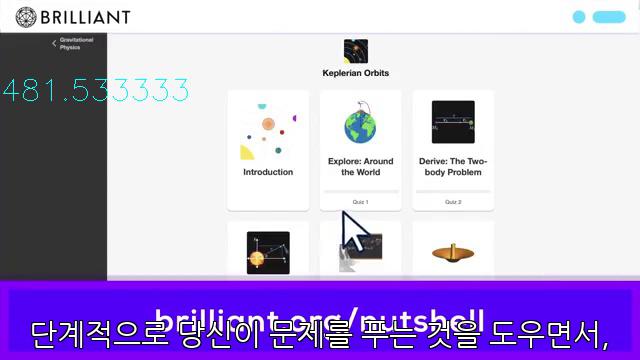 BRILLIANT
Gravitational
Physics
481.533333
Keplerian Orbits
Introduction
Explore: Around
the World
Quiz 1
Derive: The Two-
body Problem
Quiz 2
brilliant.org/nutshell
단계적으로 당신이 문제를 푸는 것을 도우면서,